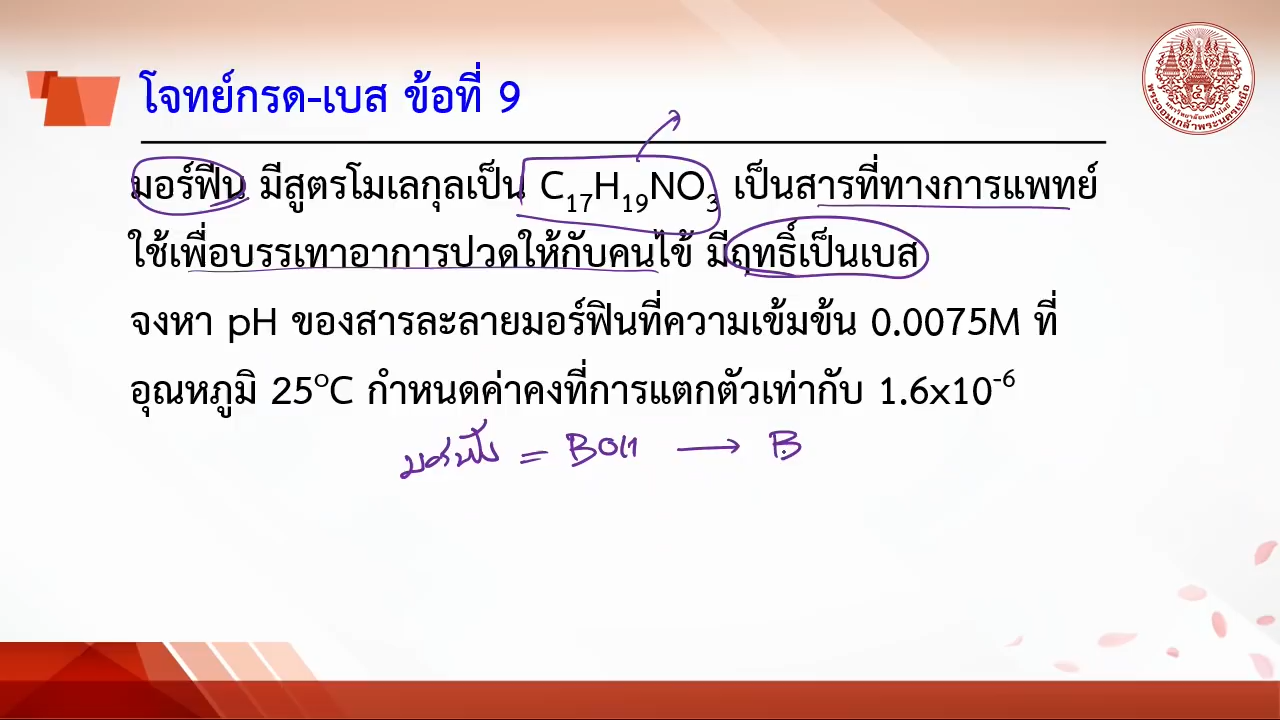 โจทย์กรด-เบส ข้อที่ 9
มอร์ฟีน มีสูตรโมเลกุลเป็น C₁₇H₁₉NO₃ เป็นสารที่ทางการแพทย์
ใช้เพื่อบรรเทาอาการปวดให้กับคนไข้ มีฤทธิ์เป็นเบส
จงหา pH ของสารละลายมอร์ฟินที่ความเข้มข้น 0.0075M ที่
อุณหภูมิ 25°C กำหนดค่าคงที่การแตกตัวเท่ากับ 1.6x10⁻⁶
= BOH ⟶ B